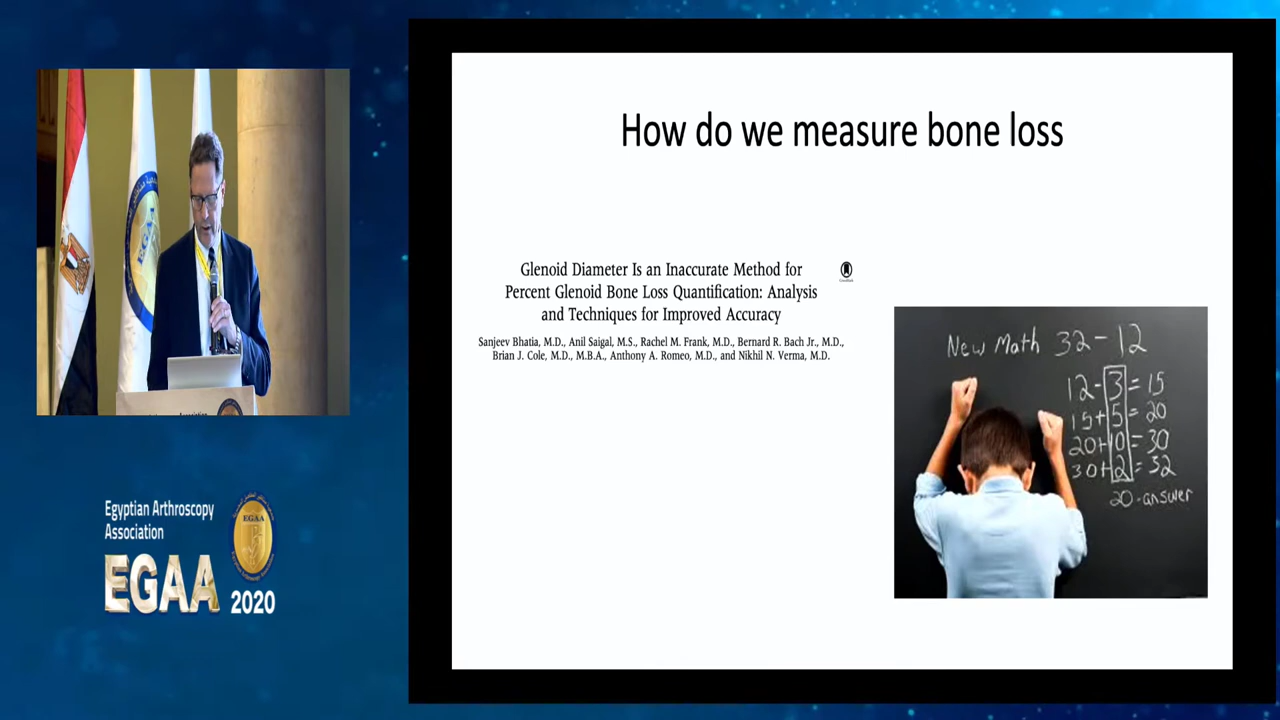 How do we measure bone loss
Glenoid Diameter Is an Inaccurate Method for
Percent Glenoid Bone Loss Quantification: Analysis
and Techniques for Improved Accuracy
Sanjeev Bhatia, M.D., Anil Saigal, M.S., Rachel M. Frank, M.D., Bernard R. Bach Jr., M.D.,
Brian J. Cole, M.D., M.B.A., Anthony A. Romeo, M.D., and Nikhil N. Verma, M.D.
New Math 32-12
12-3=15
15+5=20
20+10=30
30+2=32
20-answer
EGAA
Egyptian Arthroscopy
Association
EGAA
EGAA 2020